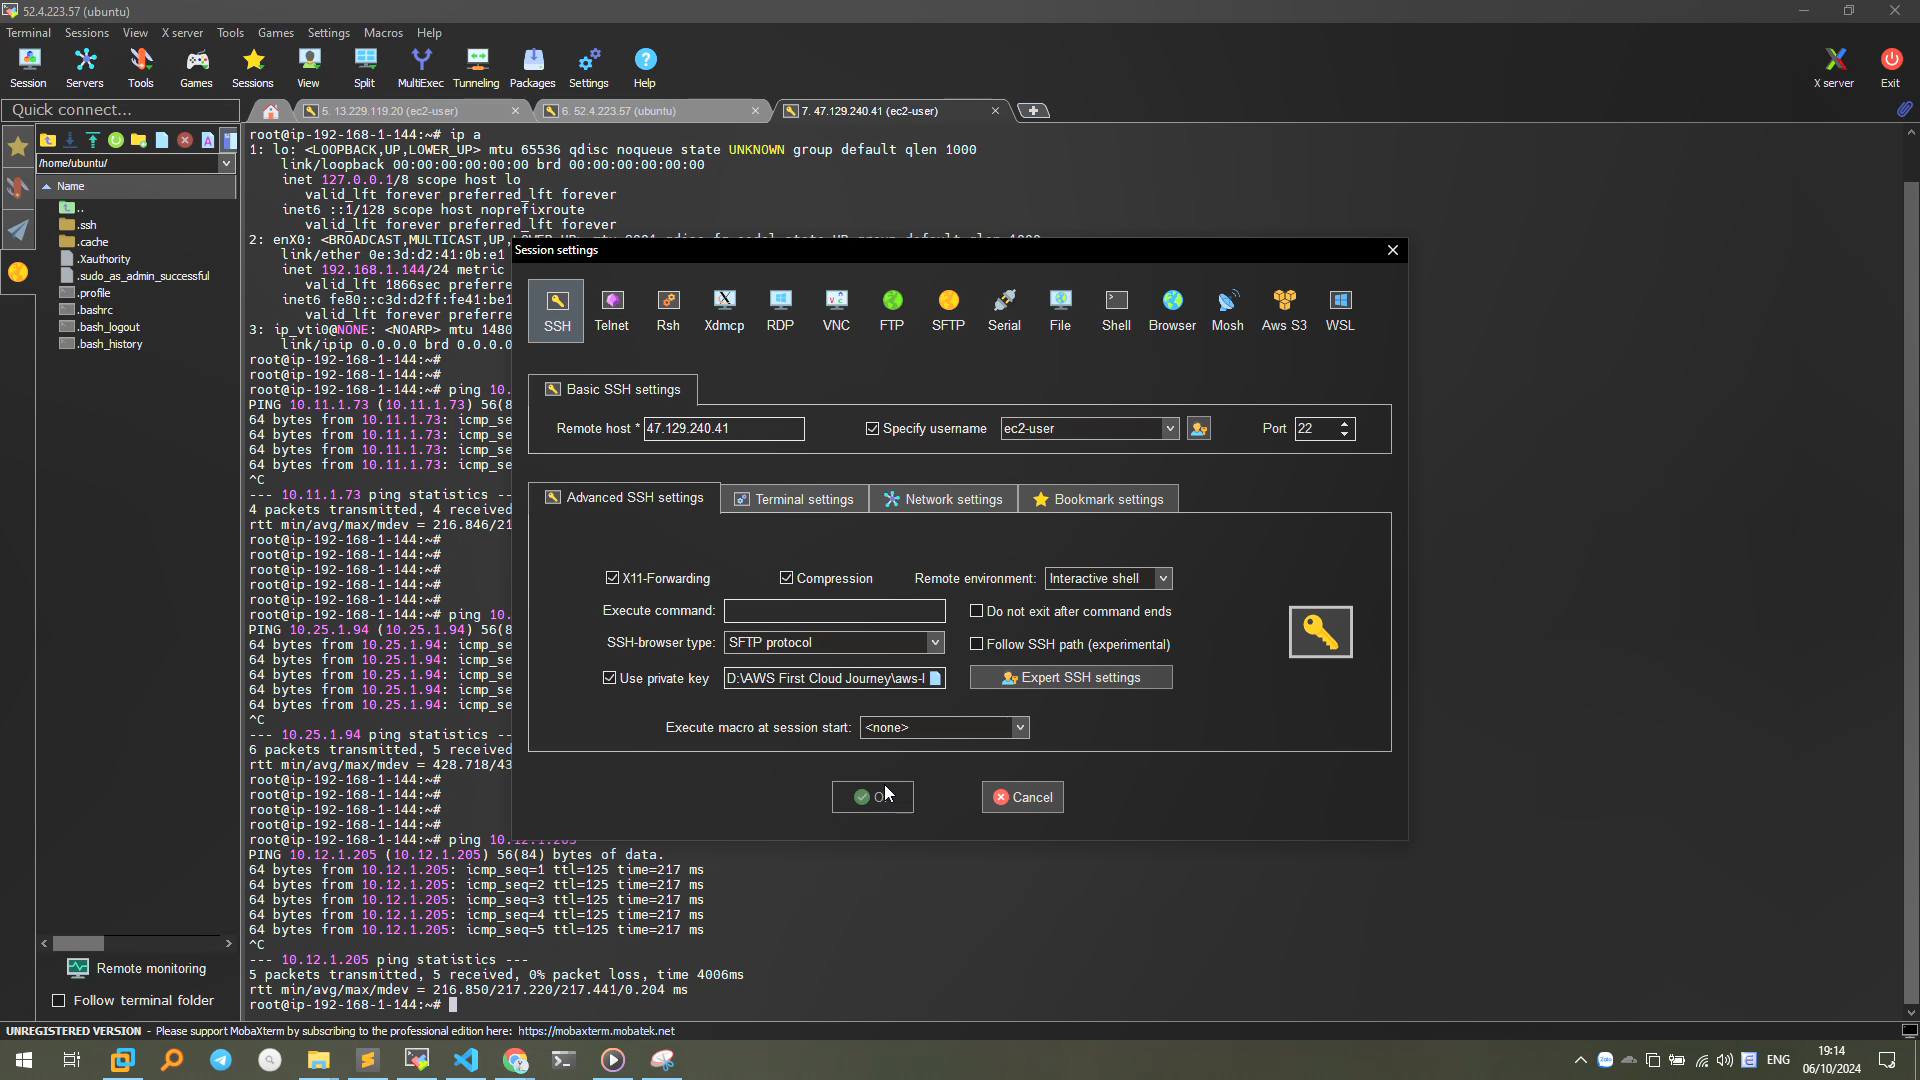 52.4.223.57 (ubuntu)
Terminal Sessions View X server Tools Games Settings Macros Help
Session Servers Tools Games Sessions View Split MultiExec Tunneling Packages Settings Help X server Exit
Quick connect...
5. 13.229.119.20 (ec2-user)
6. 52.4.223.57 (ubuntu)
7. 47.129.240.41 (ec2-user)
/home/ubuntu/
Name
..
.ssh
.cache
.Xauthority
.sudo_as_admin_successful
.profile
.bashrc
.bash_logout
.bash_history
Remote monitoring
Follow terminal folder
root@ip-192-168-1-144:~# ip a
1: lo: <LOOPBACK,UP,LOWER_UP> mtu 65536 qdisc noqueue state UNKNOWN group default qlen 1000
link/loopback 00:00:00:00:00:00 brd 00:00:00:00:00:00
inet 127.0.0.1/8 scope host lo
valid_lft forever preferred_lft forever
inet6 ::1/128 scope host noprefixroute
valid_lft forever preferred_lft forever
2: enX0: <BROADCAST,MULTICAST,UP,
link/ether 0e:3d:d2:41:0b:e1
inet 192.168.1.144/24 metric
valid_lft 1866sec preferred_
inet6 fe80::c3d:d2ff:fe41:be1
valid_lft forever preferred_
3: ip_vti0@NONE: <NOARP> mtu 1480
link/ipip 0.0.0.0 brd 0.0.0.0
root@ip-192-168-1-144:~#
root@ip-192-168-1-144:~#
root@ip-192-168-1-144:~# ping 10.
PING 10.11.1.73 (10.11.1.73) 56(8
64 bytes from 10.11.1.73: icmp_se
64 bytes from 10.11.1.73: icmp_se
64 bytes from 10.11.1.73: icmp_se
64 bytes from 10.11.1.73: icmp_se
^C
--- 10.11.1.73 ping statistics --
4 packets transmitted, 4 received
rtt min/avg/max/mdev = 216.846/21
root@ip-192-168-1-144:~#
root@ip-192-168-1-144:~#
root@ip-192-168-1-144:~#
root@ip-192-168-1-144:~#
root@ip-192-168-1-144:~#
root@ip-192-168-1-144:~# ping 10.
PING 10.25.1.94 (10.25.1.94) 56(8
64 bytes from 10.25.1.94: icmp_se
64 bytes from 10.25.1.94: icmp_se
64 bytes from 10.25.1.94: icmp_se
64 bytes from 10.25.1.94: icmp_se
64 bytes from 10.25.1.94: icmp_se
^C
--- 10.25.1.94 ping statistics --
6 packets transmitted, 5 received
rtt min/avg/max/mdev = 428.718/43
root@ip-192-168-1-144:~#
root@ip-192-168-1-144:~#
root@ip-192-168-1-144:~#
root@ip-192-168-1-144:~#
root@ip-192-168-1-144:~# ping 10.12.1.205
PING 10.12.1.205 (10.12.1.205) 56(84) bytes of data.
64 bytes from 10.12.1.205: icmp_seq=1 ttl=125 time=217 ms
64 bytes from 10.12.1.205: icmp_seq=2 ttl=125 time=217 ms
64 bytes from 10.12.1.205: icmp_seq=3 ttl=125 time=217 ms
64 bytes from 10.12.1.205: icmp_seq=4 ttl=125 time=217 ms
64 bytes from 10.12.1.205: icmp_seq=5 ttl=125 time=217 ms
^C
--- 10.12.1.205 ping statistics ---
5 packets transmitted, 5 received, 0% packet loss, time 4006ms
rtt min/avg/max/mdev = 216.850/217.220/217.441/0.204 ms
root@ip-192-168-1-144:~#
Session settings
SSH Telnet Rsh Xdmcp RDP VNC FTP SFTP Serial File Shell Browser Mosh Aws S3 WSL
Basic SSH settings
Remote host * 47.129.240.41 Specify username ec2-user Port 22
Advanced SSH settings Terminal settings Network settings Bookmark settings
X11-Forwarding Compression Remote environment: Interactive shell
Execute command: Do not exit after command ends
SSH-browser type: SFTP protocol Follow SSH path (experimental)
Use private key D:\AWS First Cloud Journey\aws-l Expert SSH settings
Execute macro at session start: <none>
Cancel
UNREGISTERED VERSION - Please support MobaXterm by subscribing to the professional edition here: https://mobaxterm.mobatek.net
ENG
19:14
06/10/2024